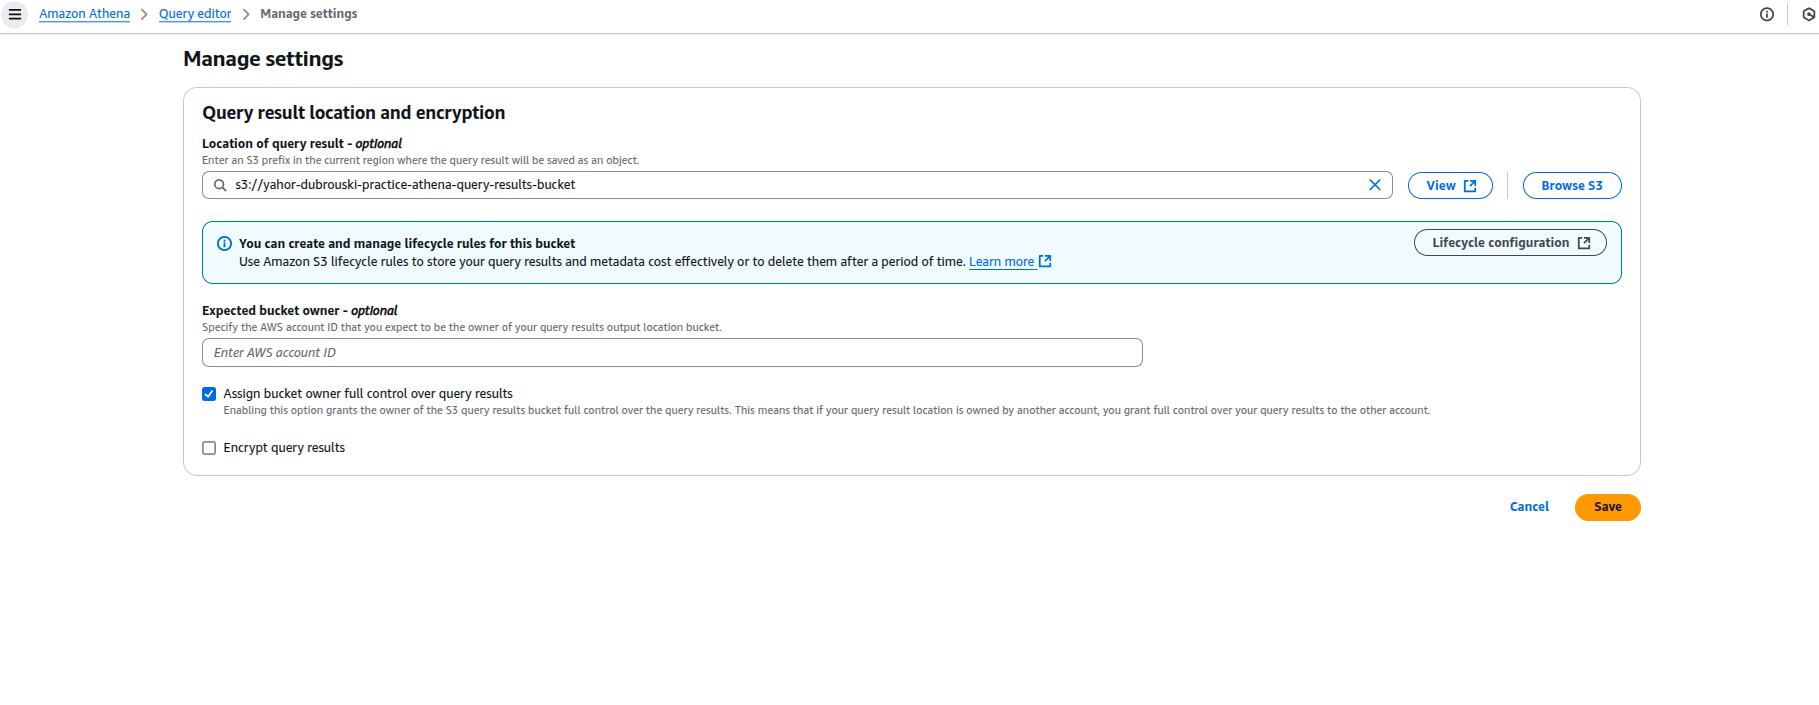 Amazon Athena > Query editor > Manage settings
Manage settings
Query result location and encryption
Location of query result - optional
Enter an S3 prefix in the current region where the query result will be saved as an object.
s3://yahor-dubrouski-practice-athena-query-results-bucket
View
Browse S3
You can create and manage lifecycle rules for this bucket
Use Amazon S3 lifecycle rules to store your query results and metadata cost effectively or to delete them after a period of time. Learn more
Lifecycle configuration
Expected bucket owner - optional
Specify the AWS account ID that you expect to be the owner of your query results output location bucket.
Enter AWS account ID
Assign bucket owner full control over query results
Enabling this option grants the owner of the S3 query results bucket full control over the query results. This means that if your query result location is owned by another account, you grant full control over your query results to the other account.
Encrypt query results
Cancel
Save